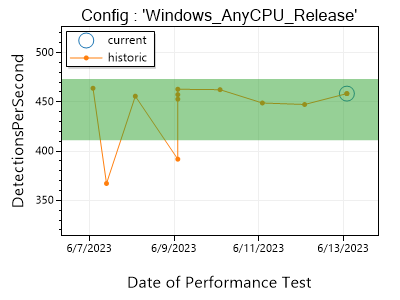 Config : 'Windows_AnyCPU_Release'
current
historic
DetectionsPerSecond
500
450
400
350
6/7/2023 6/9/2023 6/11/2023 6/13/2023
Date of Performance Test